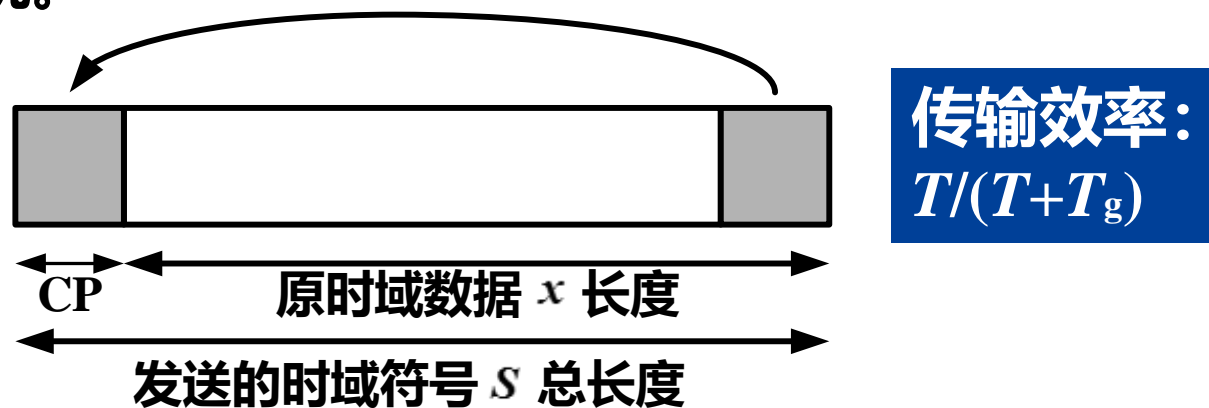 传输效率：
T/(T+Tg)
CP
原时域数据 x 长度
发送的时域符号 S 总长度